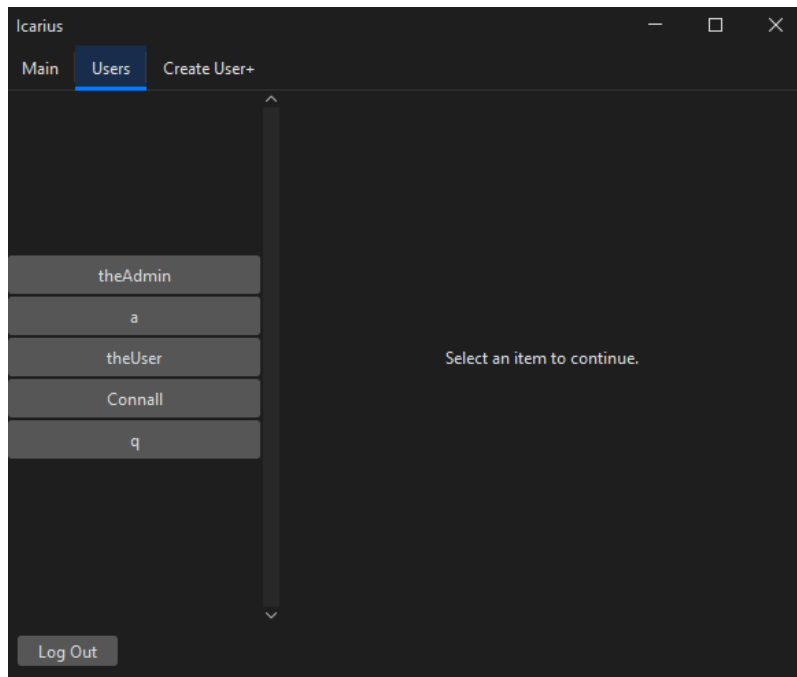 Icarius
Main Users Create User+
theAdmin
a
theUser
Connall
q
Select an item to continue.
Log Out